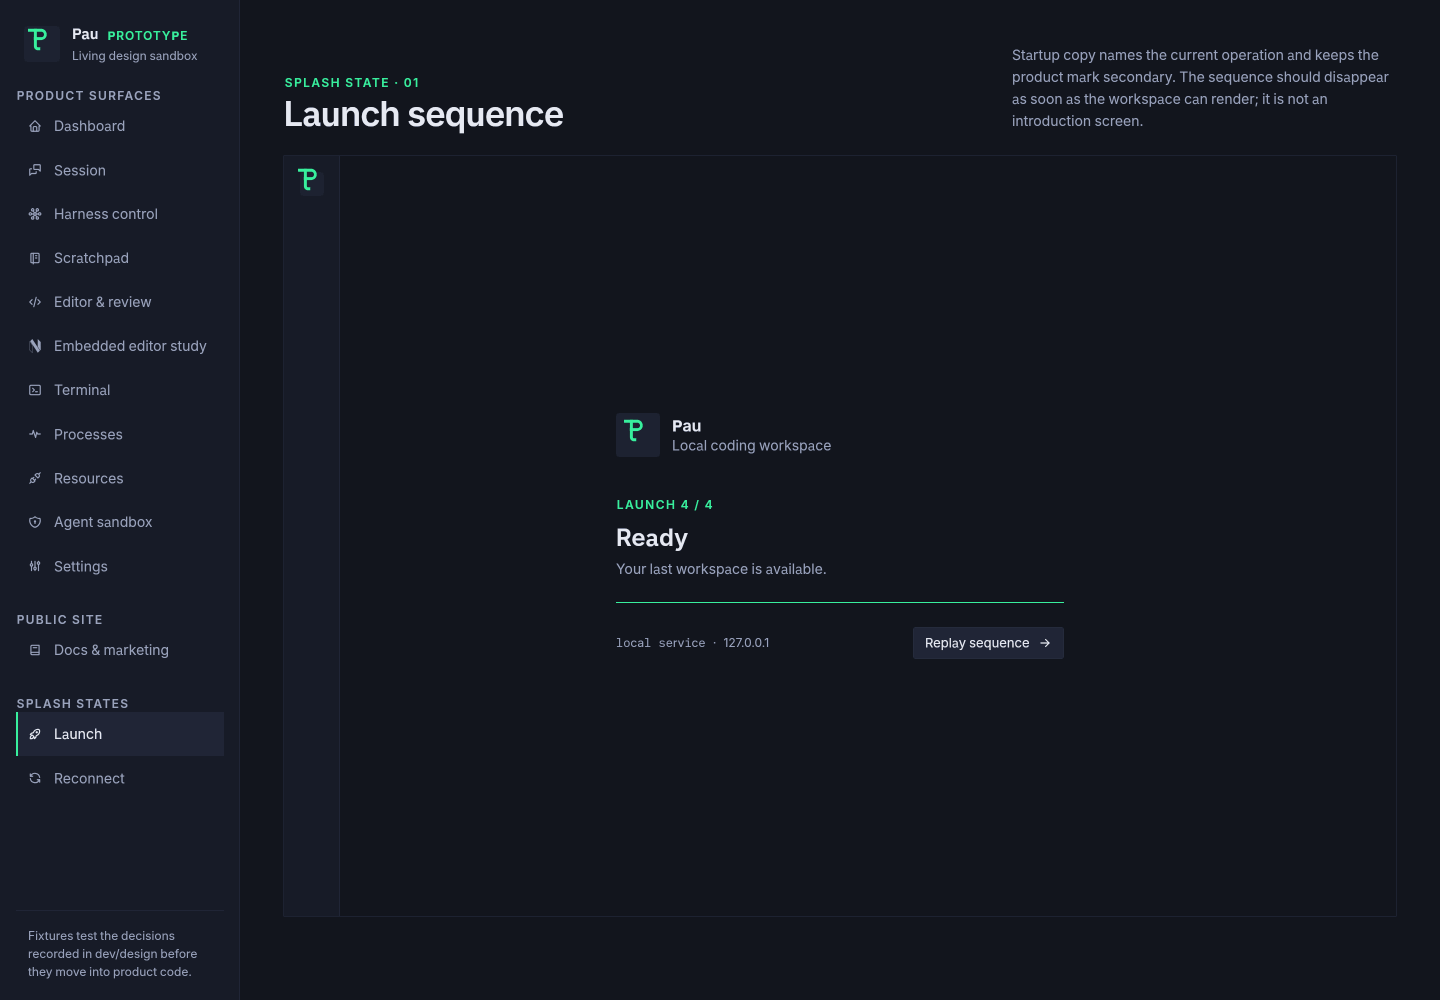 Pau PROTOTYPE
Living design sandbox
PRODUCT SURFACES
Dashboard
Session
Harness control
Scratchpad
Editor & review
Embedded editor study
Terminal
Processes
Resources
Agent sandbox
Settings
PUBLIC SITE
Docs & marketing
SPLASH STATES
Launch
Reconnect
Fixtures test the decisions
recorded in dev/design before
they move into product code.
SPLASH STATE · 01
Launch sequence
Startup copy names the current operation and keeps the
product mark secondary. The sequence should disappear
as soon as the workspace can render; it is not an
introduction screen.
Pau
Local coding workspace
LAUNCH 4 / 4
Ready
Your last workspace is available.
local service · 127.0.0.1
Replay sequence →